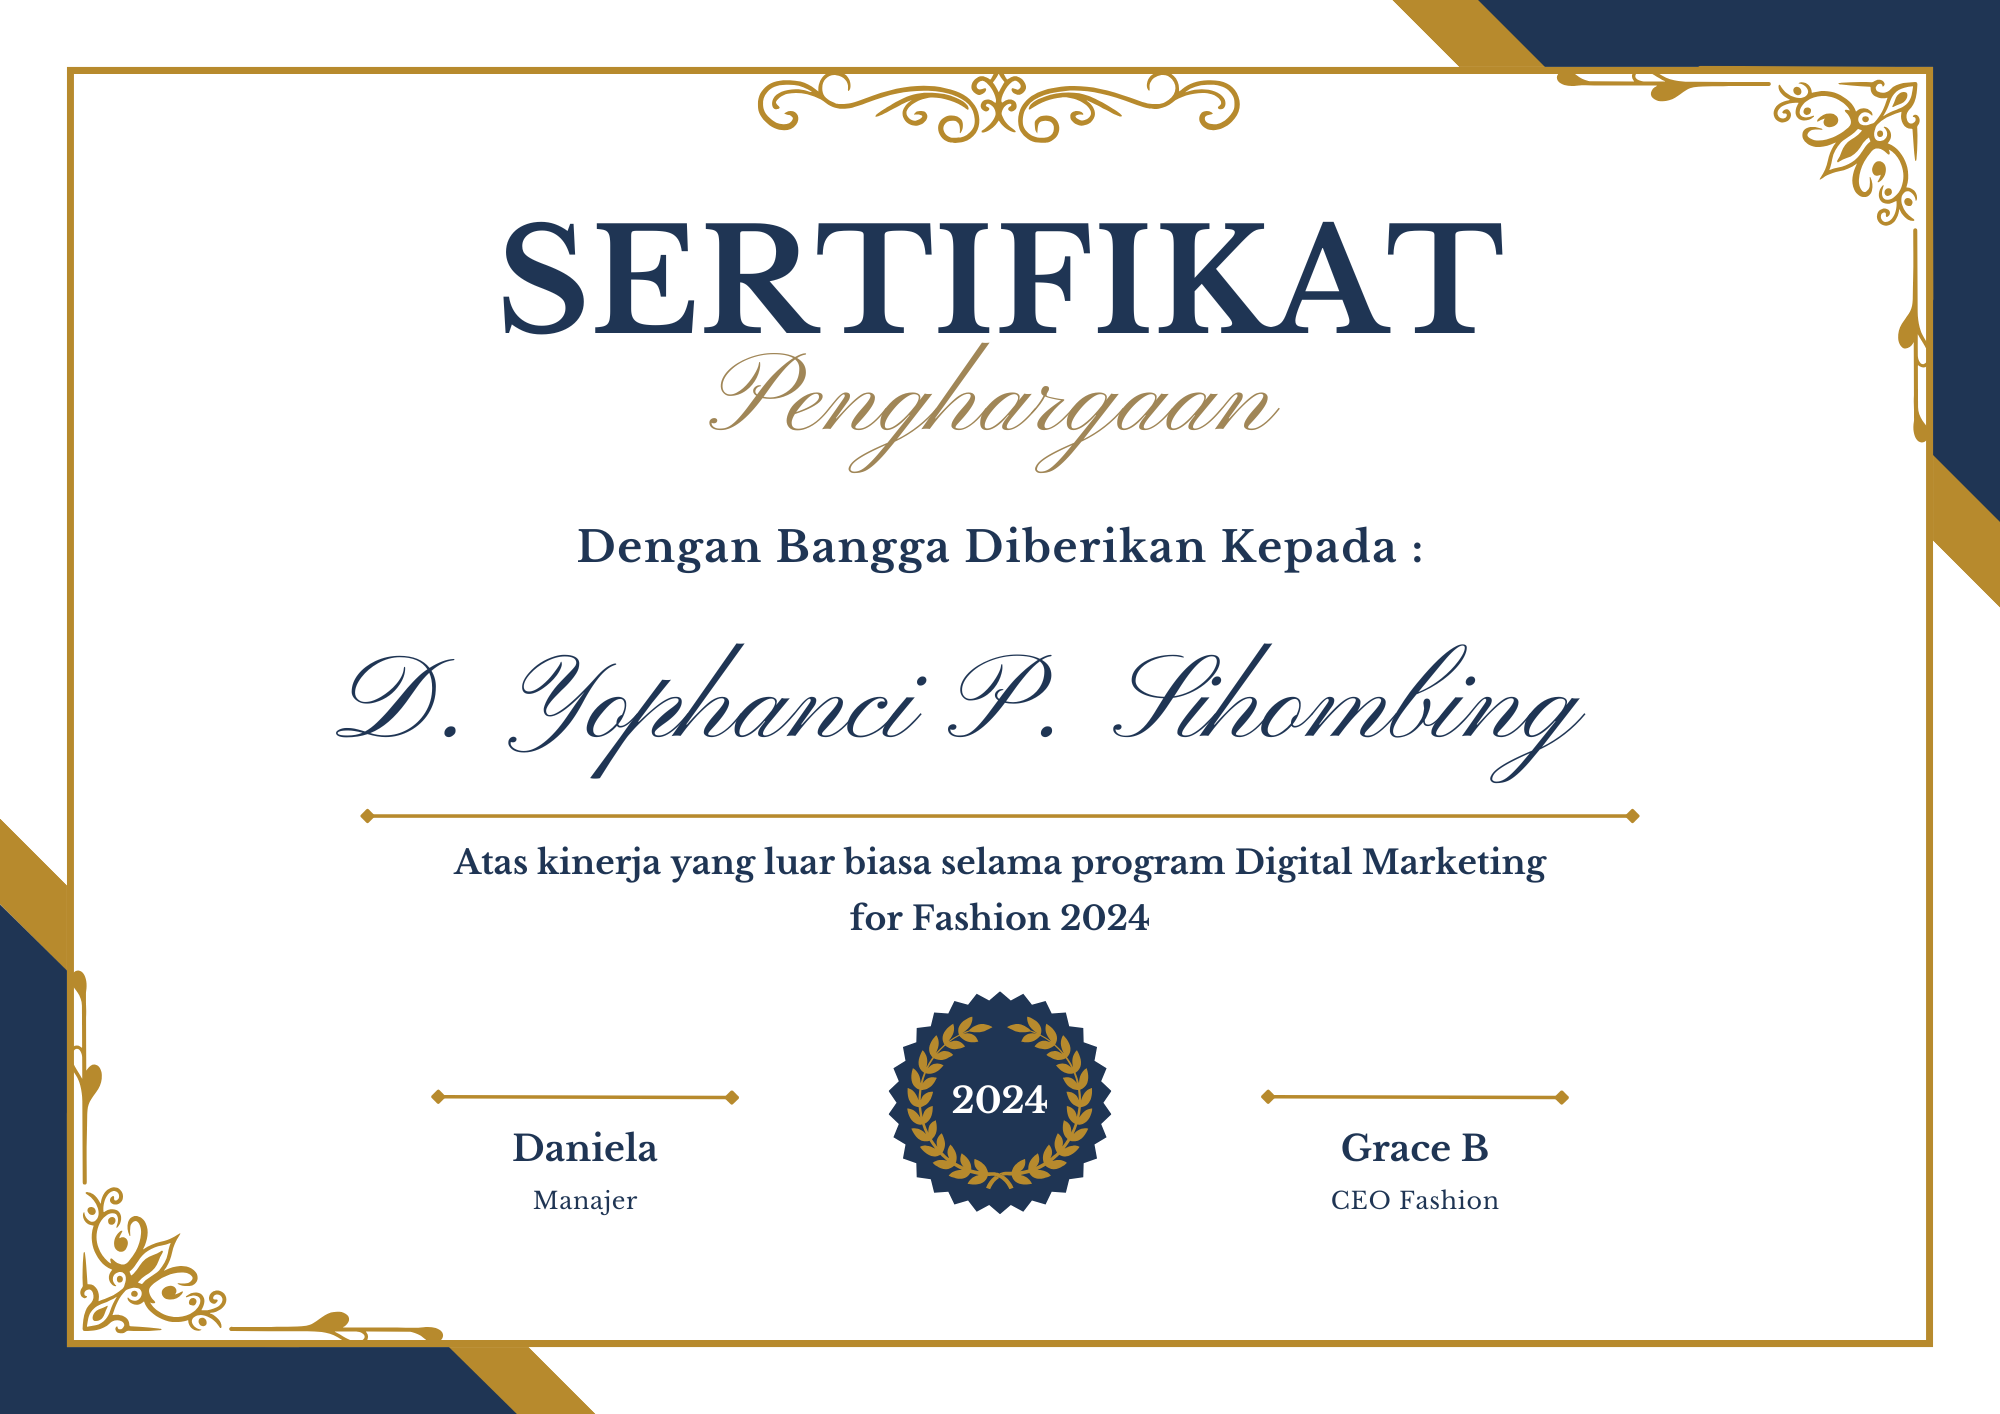 SERTIFIKAT
Penghargaan
Dengan Bangga Diberikan Kepada :
D. Yophanci P. Sihombing
Atas kinerja yang luar biasa selama program Digital Marketing
for Fashion 2024
2024
Daniela
Manajer
Grace B
CEO Fashion